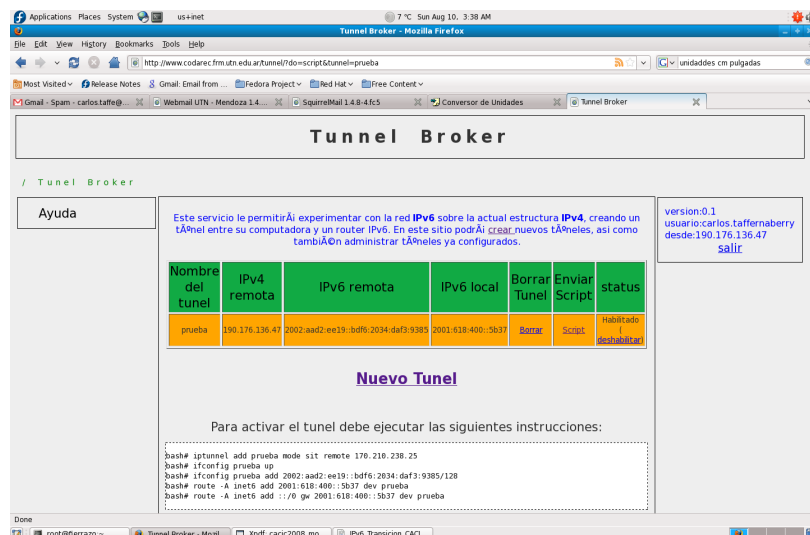 Applications Places System us+inet 7 °C Sun Aug 10, 3:38 AM
Tunnel Broker - Mozilla Firefox
File Edit View History Bookmarks Tools Help
http://www.codarec.frm.utn.edu.ar/tunnel/?do=script&tunnel=prueba
unidaddes cm pulgadas
Most Visited Release Notes Gmail: Email from ... Fedora Project Red Hat Free Content
Gmail - Spam - carlos.taffe@... Webmail UTN - Mendoza 1.4.... SquirrelMail 1.4.8-4.fc5 Conversor de Unidades Tunnel Broker
Tunnel Broker
/ Tunel Broker
Ayuda
Este servicio le permitirÃ¡ experimentar con la red IPv6 sobre la actual estructura IPv4, creando un
tÃºnel entre su computadora y un router IPv6. En este sitio podrÃ¡ crear nuevos tÃºneles, asi como
tambiÃ©n administrar tÃºneles ya configurados.
version:0.1
usuario:carlos.taffernaberry
desde:190.176.136.47
salir
Nombre del tunel IPv4 remota IPv6 remota IPv6 local Borrar Tunel Enviar Script status
prueba 190.176.136.47 2002:aad2:ee19::bdf6:2034:daf3:9385 2001:618:400::5b37 Borrar Script Habilitado ( deshabilitar)
Nuevo Tunel
Para activar el tunel debe ejecutar las siguientes instrucciones:
bash# iptunnel add prueba mode sit remote 170.210.238.25
bash# ifconfig prueba up
bash# ifconfig prueba add 2002:aad2:ee19::bdf6:2034:daf3:9385/128
bash# route -A inet6 add 2001:618:400::5b37 dev prueba
bash# route -A inet6 add ::/0 gw 2001:618:400::5b37 dev prueba
Done
root@fierrazo:~ Tunnel Broker - Mozil Xpdf: cacic2008_mo IPv6 Transicion CACI